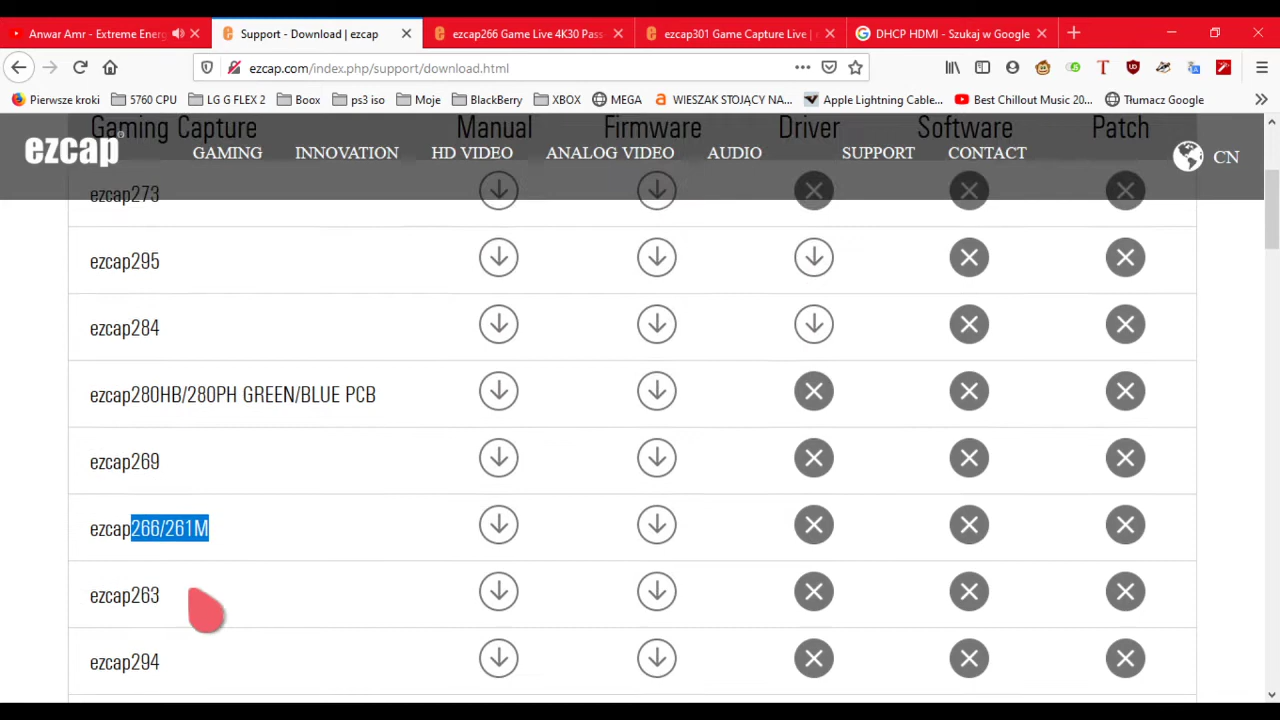 Anwar Amr - Extreme Energ
Support - Download | ezcap
ezcap266 Game Live 4K30 Pass-
ezcap301 Game Capture Live |
DHCP HDMI - Szukaj w Google
ezcap.com/index.php/support/download.html
Pierwsze kroki
5760 CPU
LG G FLEX 2
Boox
ps3 iso
Moje
BlackBerry
XBOX
MEGA
WIESZAK STOJĄCY NA...
Apple Lightning Cable...
Best Chillout Music 20...
Tłumacz Google
Gaming Capture Manual Firmware Driver Software Patch
ezcap
GAMING INNOVATION HD VIDEO ANALOG VIDEO AUDIO SUPPORT CONTACT CN
ezcap273
ezcap295
ezcap284
ezcap280HB/280PH GREEN/BLUE PCB
ezcap269
ezcap266/261M
ezcap263
ezcap294